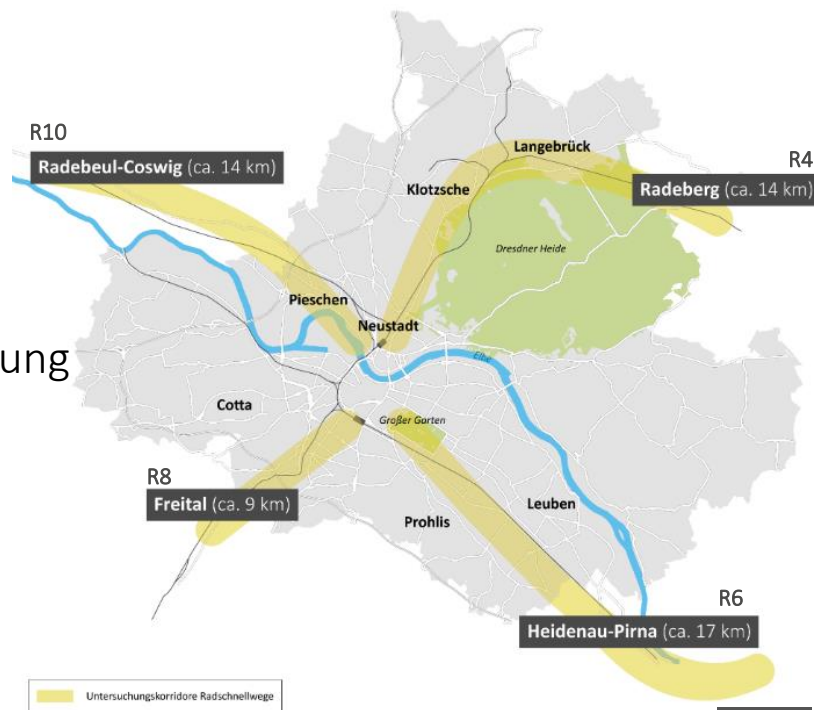 R10
Radebeul-Coswig (ca. 14 km)
Langebrück
R4
Klotzsche
Radeberg (ca. 14 km)
Dresdner Heide
Pieschen
Neustadt
ung
Elbe
Cotta
Großer Garten
R8
Freital (ca. 9 km)
Leuben
Prohlis
R6
Heidenau-Pirna (ca. 17 km)
Untersuchungskorridore Radschnellwege